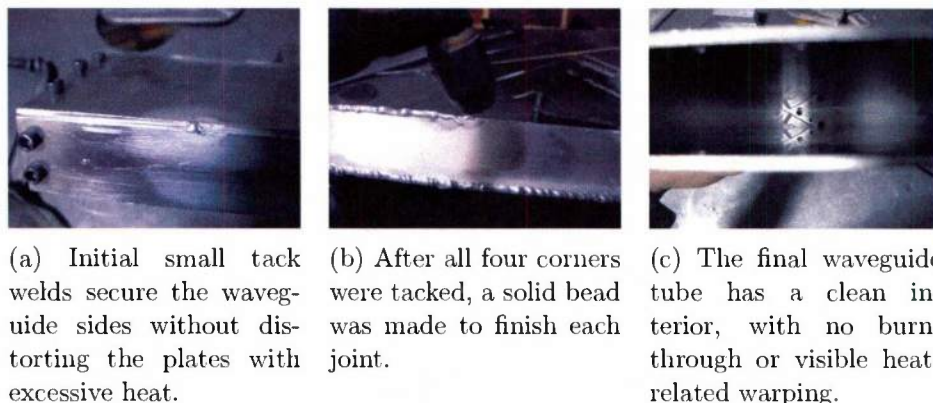 (a) Initial small tack
welds secure the waveg-
uide sides without dis-
torting the plates with
excessive heat.
(b) After all four corners
were tacked, a solid bead
was made to finish each
joint.
(c) The final waveguide
tube has a clean in-
terior, with no burn-
through or visible heat-
related warping.